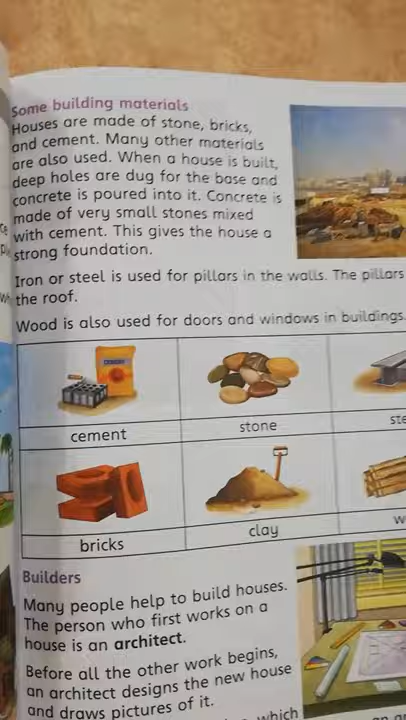 Some building materials
Houses are made of stone, bricks,
and cement. Many other materials
are also used. When a house is built,
deep holes are dug for the base and
concrete is poured into it. Concrete is
made of very small stones mixed
with cement. This gives the house a
strong foundation.
Iron or steel is used for pillars in the walls. The pillars
the roof.
Wood is also used for doors and windows in buildings.
cement
stone
bricks
clay
Builders
Many people help to build houses.
The person who first works on a
house is an architect.
Before all the other work begins,
an architect designs the new house
and draws pictures of it.
which